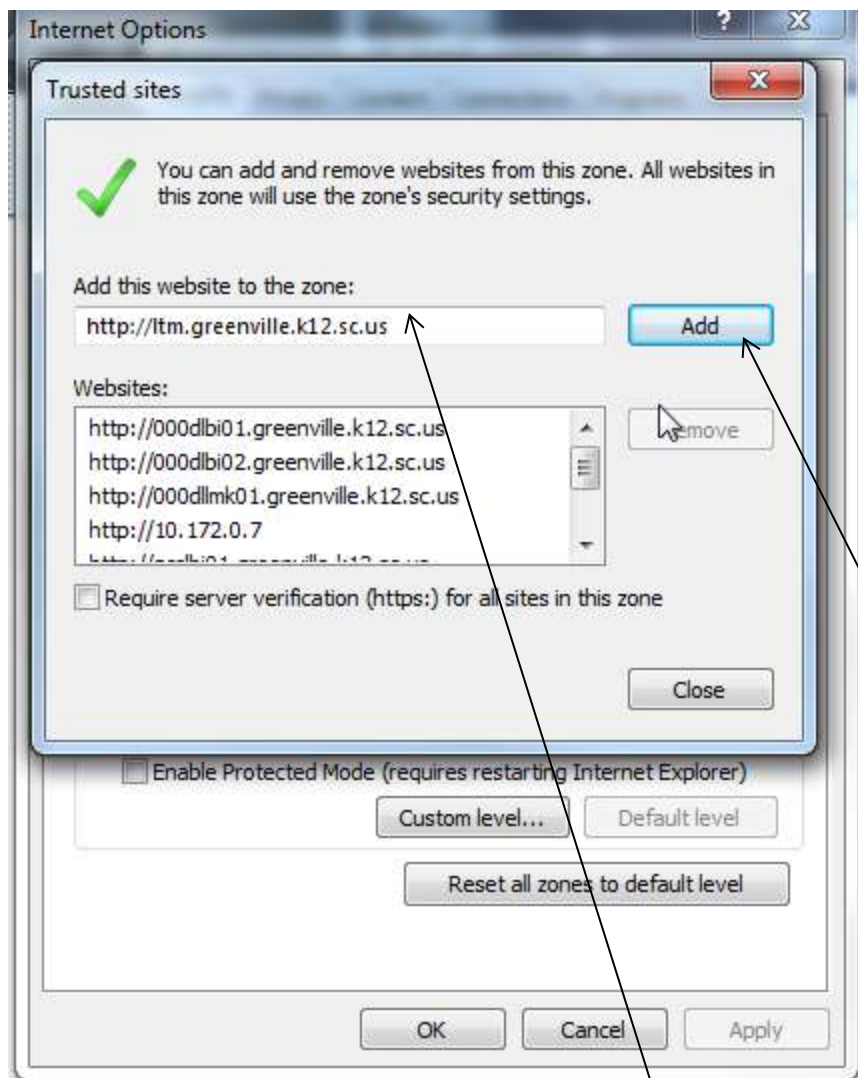 Internet Options
Trusted sites
You can add and remove websites from this zone. All websites in
this zone will use the zone's security settings.
Add this website to the zone:
http://ltm.greenville.k12.sc.us
Add
Websites:
http://000dlbi01.greenville.k12.sc.us
http://000dlbi02.greenville.k12.sc.us
http://000dllmk01.greenville.k12.sc.us
http://10.172.0.7
Remove
Require server verification (https:) for all sites in this zone
Close
Enable Protected Mode (requires restarting Internet Explorer)
Custom level...
Default level
Reset all zones to default level
OK
Cancel
Apply